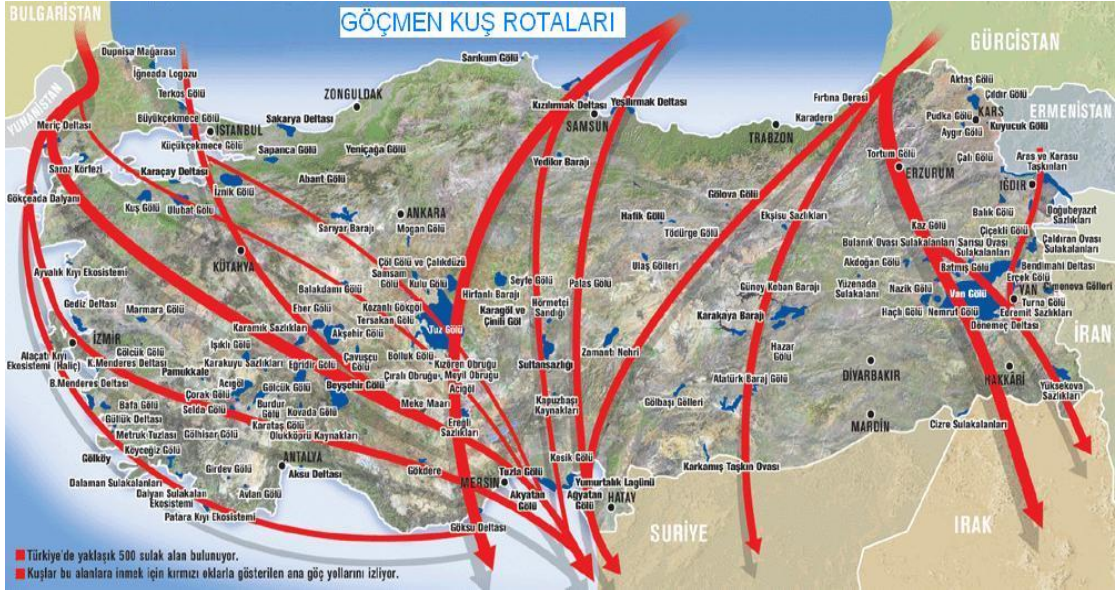 GÖÇMEN KUŞ ROTALARI
BULGARİSTAN
YUNANİSTAN
GÜRCİSTAN
ERMENİSTAN
İRAN
IRAK
SURİYE
Dupnisa Mağarası
İğneada Logozu
Terkos Gölü
Büyükçekmece Gölü
İSTANBUL
Küçükçekmece Gölü
Meriç Deltası
Saroz Körfezi
Gökçeada Dalyanı
Karaçay Deltası
Kuş Gölü
Ulubat Gölü
İznik Gölü
Sapanca Gölü
Sakarya Deltası
ZONGULDAK
Yeniçağa Gölü
Abant Gölü
Sarıkum Gölü
Kızılırmak Deltası
Yeşilırmak Deltası
SAMSUN
Yedikır Barajı
Fırtına Deresi
Karadere
TRABZON
Aktaş Gölü
Çıldır Gölü
Pudka Gölü
KARS
Kuyucuk Gölü
Aygır Gölü
Çalı Gölü
Tortum Gölü
ERZURUM
Aras ve Karasu
Taşkınları
IĞDIR
Balık Gölü
Doğubeyazıt
Sazlıkları
Çiçekli Gölü
Kaz Gölü
Bulanık Ovası Sulakalanları
Sarısu Ovası
Sulakalanları
Çaldıran Ovası
Sulakalanları
Akdoğan Gölü
Batmış Gölü
Bendimahi Deltası
Erçek Gölü
Yüzenada
Sulakalanı
Nazik Gölü
Van Gölü
VAN
Turna Gölü
Haçlı Gölü
Nemrut Gölü
Edremit Sazlıkları
Dönemeç Deltası
HAKKÂRİ
Yüksekova
Sazlıkları
Cizre Sulakalanları
Gölova Gölü
Ekşisu Sazlıkları
Hafik Gölü
Tödürge Gölü
Ulaş Gölleri
Günoy Keban Barajı
Karakaya Barajı
Hazar
Gölü
Atatürk Baraj Gölü
DİYARBAKIR
MARDİN
Gölbaşı Gölleri
Karkamış Taşkın Ovası
ANKARA
Sarıyar Barajı
Mogan Gölü
KÜTAHYA
Balakdamı Gölü
Çöl Gölü ve Çalıkdüzü
Samsam
Gölü
Kulu Gölü
Kozanlı Gökgöl
Tersakan Gölü
Tuz Gölü
Bolluk Gölü
Seyfe Gölü
Hirfanlı Barajı
Karagöl ve
Çinili Göl
Hörmetçi
Sandığı
Palas Gölü
Zamantı Nehri
Sultansazlığı
Kapuzbaşı
Kaynakları
Kızören Obruğu
Çıralı Obruğu
Meyil Obruğu
Acıgöl
Meke Maarı
Ereğli
Sazlıkları
Ayvalık Kıyı Ekosistemi
Gediz Deltası
Marmara Gölü
İZMİR
Alaçatı Kıyı
Ekosistemi (Haliç)
Gölcük Gölü
K.Menderes Deltası
Pamukkale
B.Menderes Deltası
Bafa Gölü
Güllük Deltası
Metruk Tuzlası
Köyceğiz Gölü
Gölköy
Dalaman Sulakalanları
Dalyan Sulakalan
Ekosistemi
Patara Kıyı Ekosistemi
Girdev Gölü
Avlan Gölü
Gölhisar Gölü
Işıklı Gölü
Karakuyu Sazlıkları
Karamık Sazlıkları
Eber Gölü
Akşehir Gölü
Çavuşçu
Gölü
Eğridir Gölü
Beyşehir Gölü
Acıgöl
Çorak Gölü
Salda Gölü
Gölcük Gölü
Burdur
Gölü
Kovada Gölü
Karataş Gölü
Olukköprü Kaynakları
ANTALYA
Aksu Deltası
Gökdere
MERSİN
Göksu Deltası
Tuzla Gölü
Akyatan
Gölü
Kesik Gölü
Yumurtalık Lagünü
Ağyatan
Gölü
HATAY
Türkiye'de yaklaşık 500 sulak alan bulunuyor.
Kuşlar bu alanlara inmek için kırmızı oklarla gösterilen ana göç yollarını izliyor.